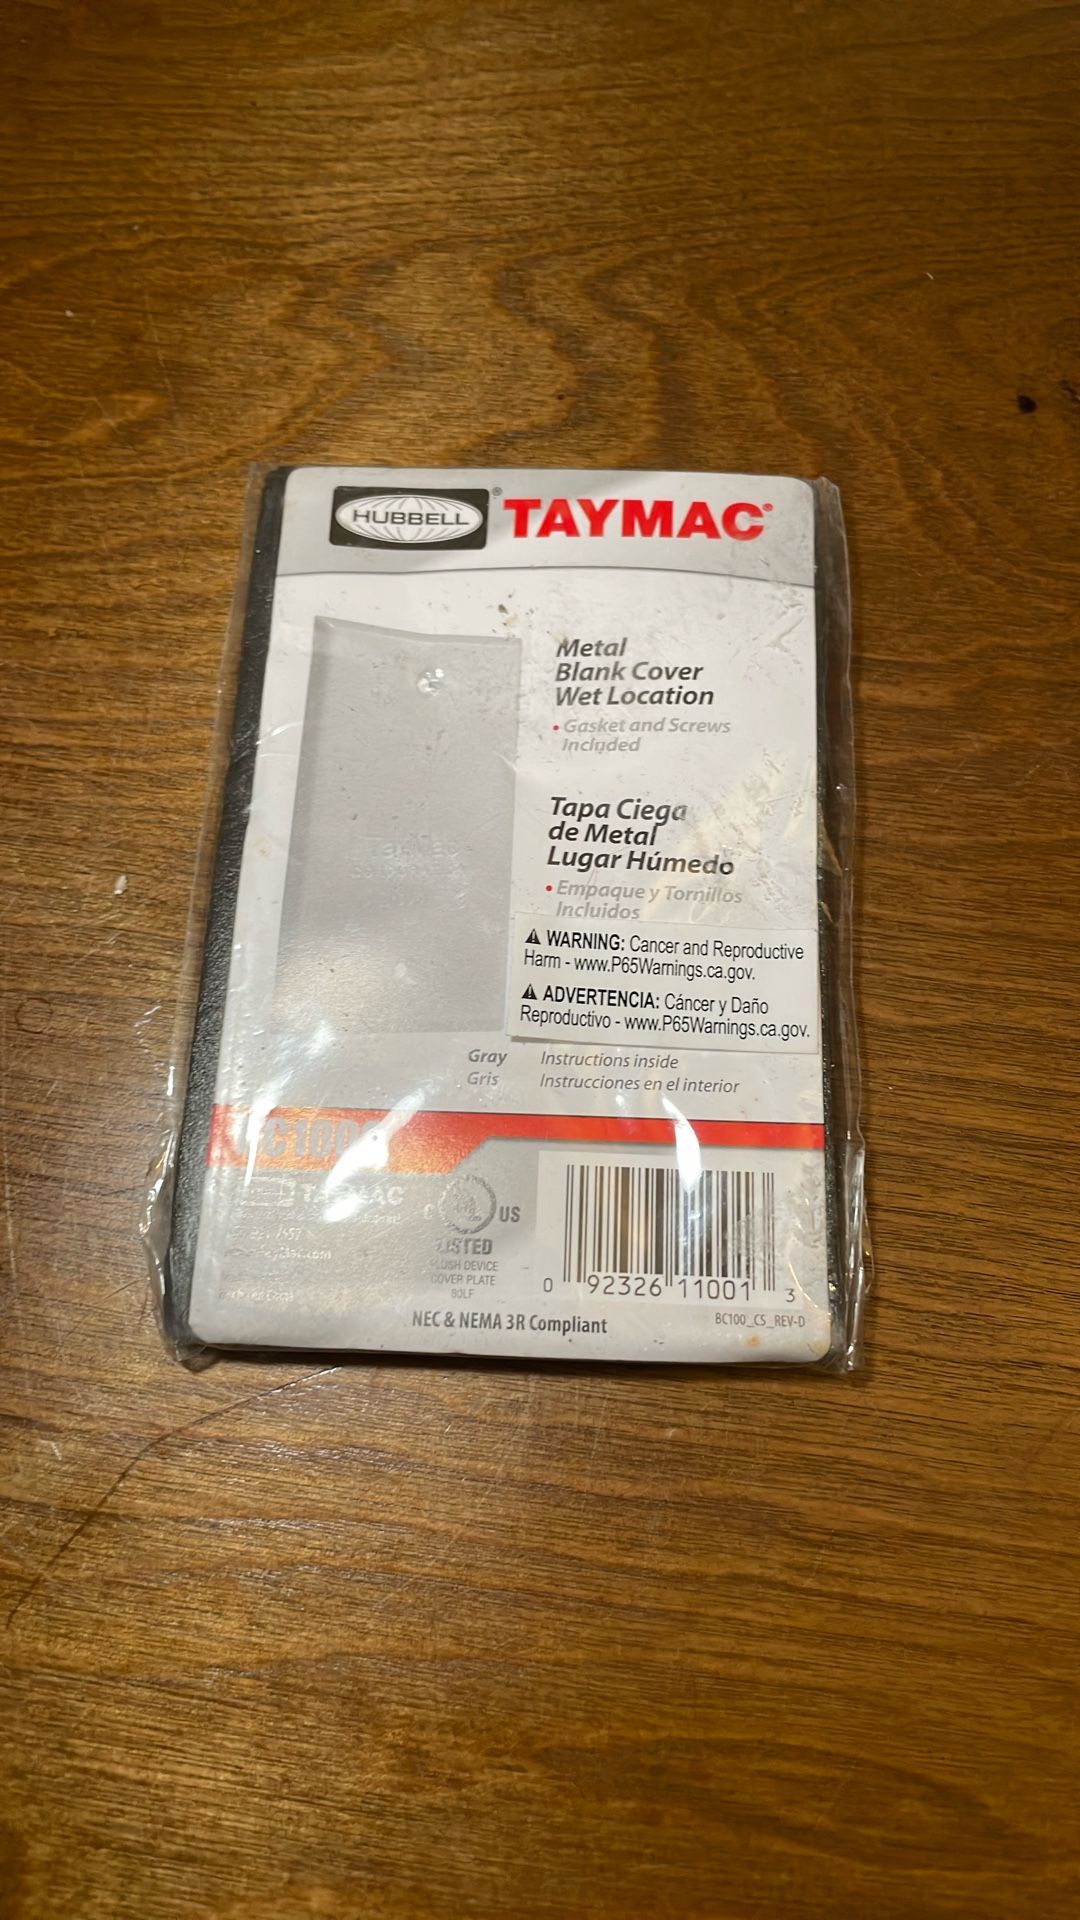 HUBBELL ® TAYMAC®
Metal
Blank Cover
Wet Location
• Gasket and Screws
Included
Tapa Ciega
de Metal
Lugar Húmedo
• Empaque y Tornillos
Incluidos
⚠ WARNING: Cancer and Reproductive
Harm - www.P65Warnings.ca.gov.
⚠ ADVERTENCIA: Cáncer y Daño
Reproductivo - www.P65Warnings.ca.gov.
Gray Instructions inside
Gris Instrucciones en el interior
TAYMAC
C US
LISTED
FLUSH DEVICE
COVER PLATE
80LF
0 92326 11001 3
NEC & NEMA 3R Compliant
BC100_CS_REV-D